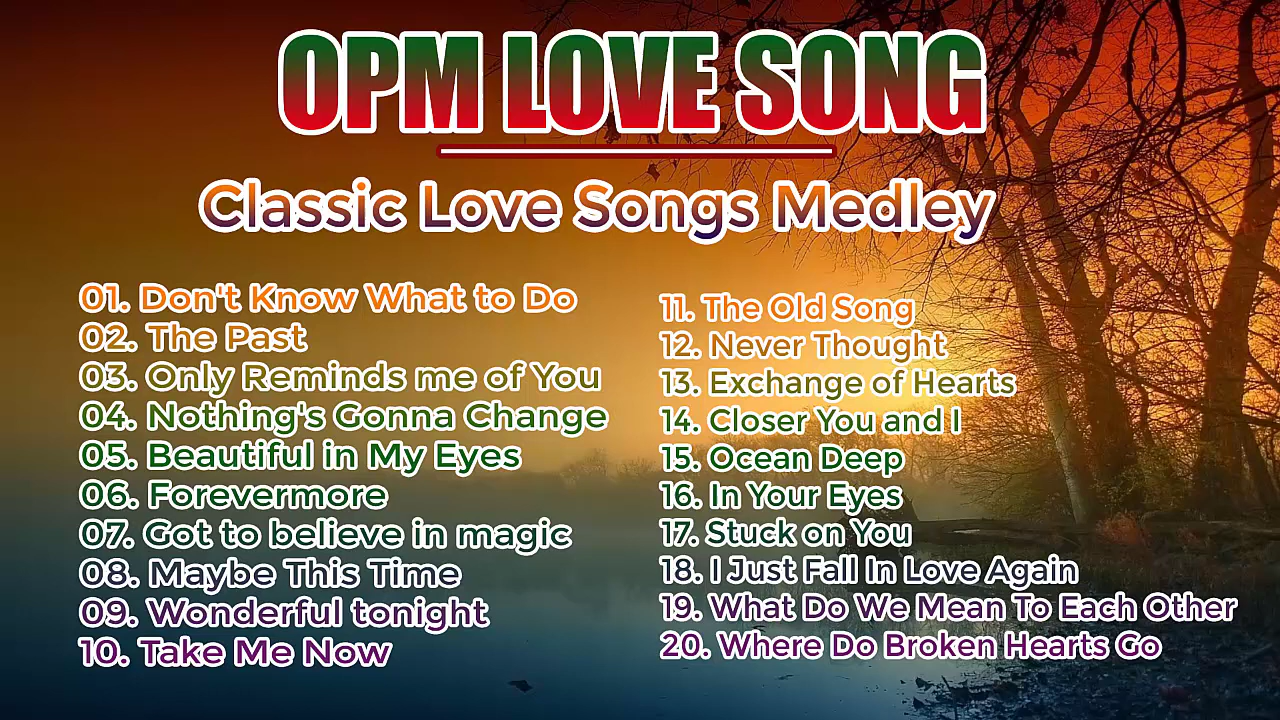 OPM LOVE SONG
Classic Love Songs Medley
01. Don't Know What to Do
02. The Past
03. Only Reminds me of You
04. Nothing's Gonna Change
05. Beautiful in My Eyes
06. Forevermore
07. Got to believe in magic
08. Maybe This Time
09. Wonderful tonight
10. Take Me Now
11. The Old Song
12. Never Thought
13. Exchange of Hearts
14. Closer You and I
15. Ocean Deep
16. In Your Eyes
17. Stuck on You
18. I Just Fall In Love Again
19. What Do We Mean To Each Other
20. Where Do Broken Hearts Go